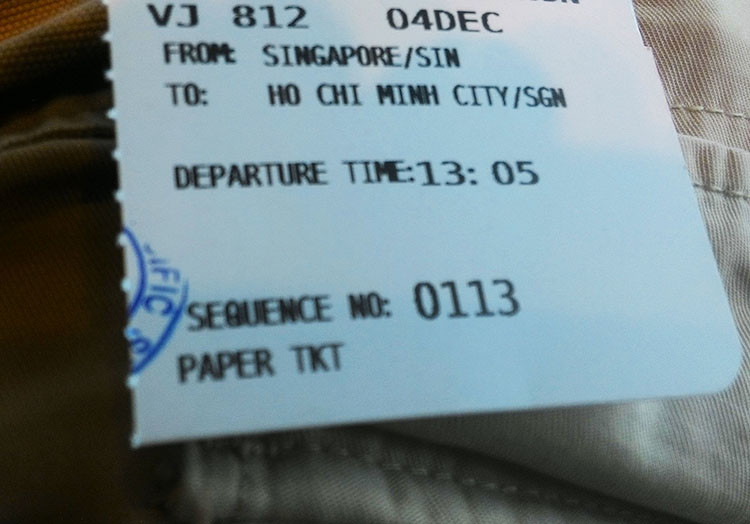 VJ 812 04DEC
FROM: SINGAPORE/SIN
TO: HO CHI MINH CITY/SGN
DEPARTURE TIME:13: 05
SEQUENCE NO: 0113
PAPER TKT